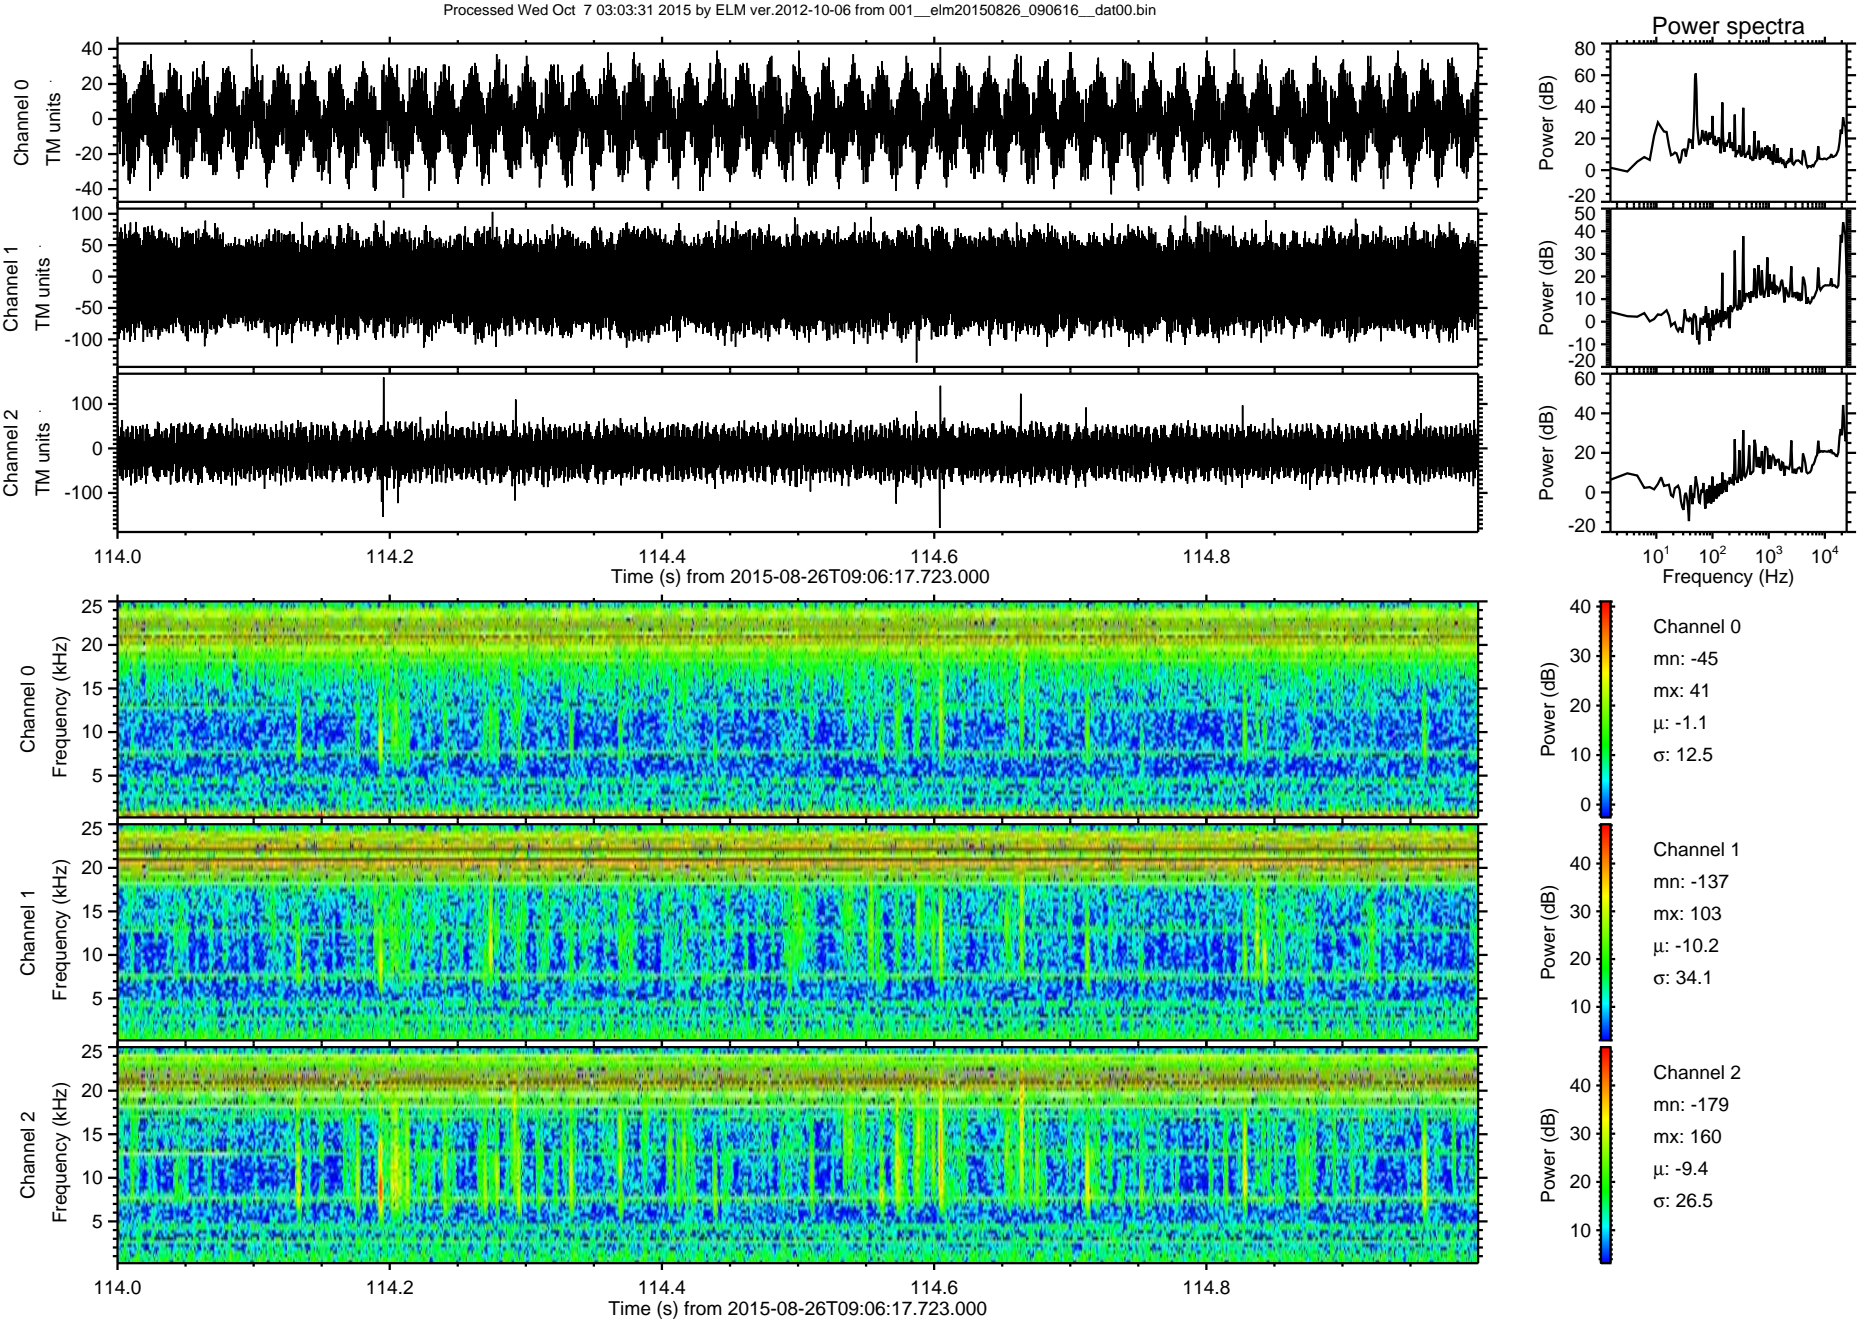 Processed Wed Oct 7 03:03:31 2015 by ELM ver.2012-10-06 from 001__elm20150826_090616__dat00.bin
Power spectra
Channel 0
TM units
40
20
0
-20
-40
Power (dB)
80
60
40
20
0
-20
Channel 1
TM units
100
50
0
-50
-100
Power (dB)
50
40
30
20
10
0
-10
-20
Channel 2
TM units
100
0
-100
Power (dB)
60
40
20
0
-20
114.0 114.2 114.4 114.6 114.8
Time (s) from 2015-08-26T09:06:17.723.000
10^1 10^2 10^3 10^4
Frequency (Hz)
Channel 0
Frequency (kHz)
25
20
15
10
5
Power (dB)
40
30
20
10
0
Channel 0
mn: -45
mx: 41
μ: -1.1
σ: 12.5
Channel 1
Frequency (kHz)
25
20
15
10
5
Power (dB)
40
30
20
10
Channel 1
mn: -137
mx: 103
μ: -10.2
σ: 34.1
Channel 2
Frequency (kHz)
25
20
15
10
5
Power (dB)
40
30
20
10
Channel 2
mn: -179
mx: 160
μ: -9.4
σ: 26.5
114.0 114.2 114.4 114.6 114.8
Time (s) from 2015-08-26T09:06:17.723.000